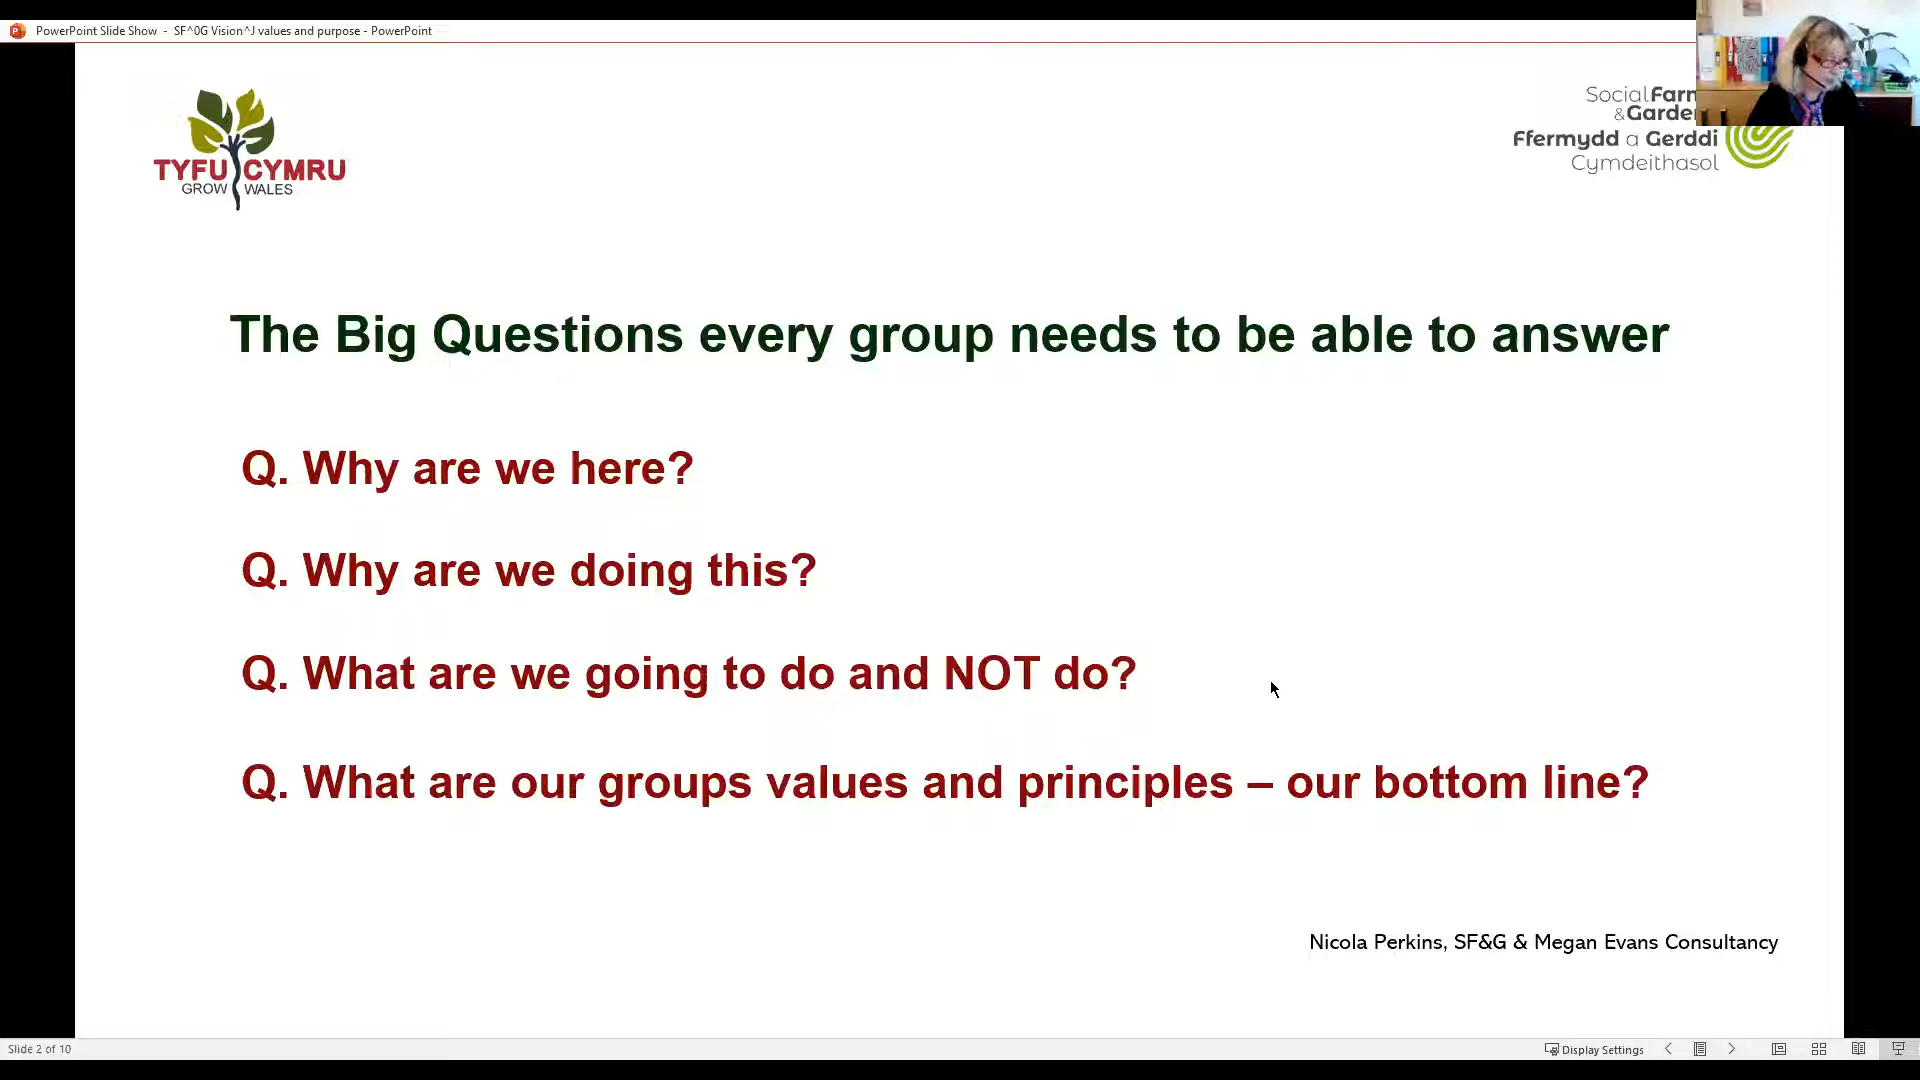 PowerPoint Slide Show - SF^0G Vision^J values and purpose - PowerPoint
TYFU CYMRU
GROW WALES
Social Farm
& Garde
Ffermydd a Gerddi
Cymdeithasol
The Big Questions every group needs to be able to answer
Q. Why are we here?
Q. Why are we doing this?
Q. What are we going to do and NOT do?
Q. What are our groups values and principles – our bottom line?
Nicola Perkins, SF&G & Megan Evans Consultancy
Slide 2 of 10
Display Settings